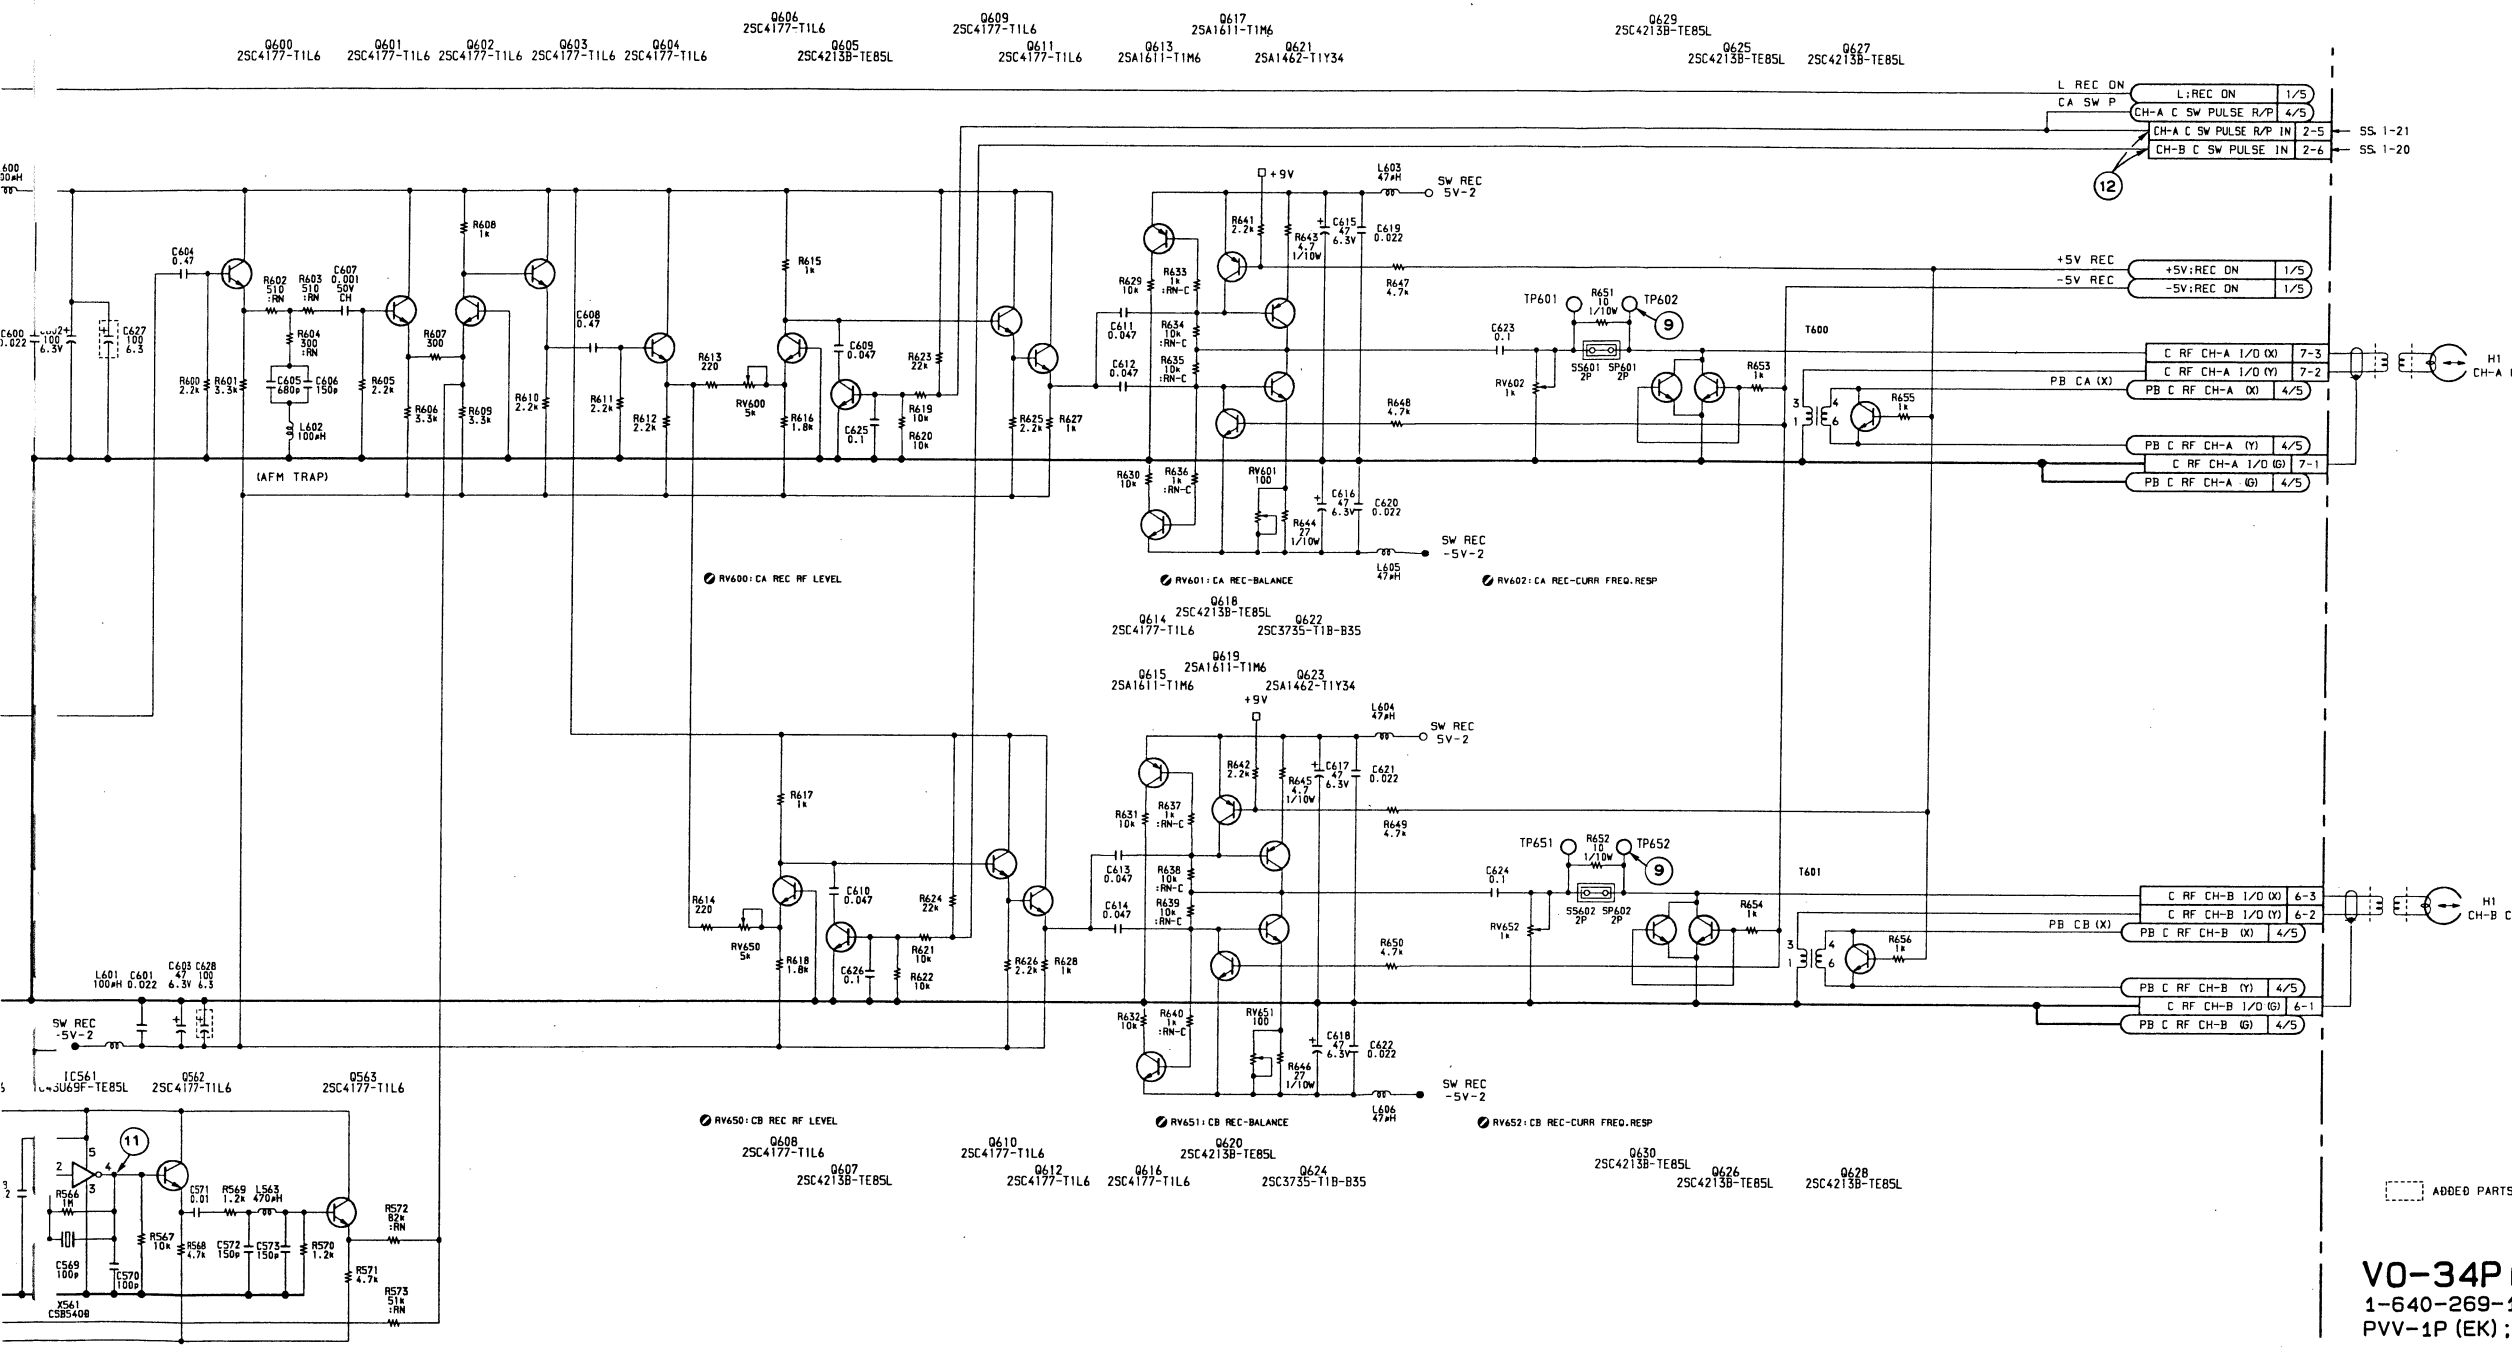 Q606
2SC4177-T1L6
Q609
2SC4177-T1L6
Q617
2SA1611-T1M6
Q629
2SC4213B-TE85L
Q600
2SC4177-T1L6
Q601
2SC4177-T1L6
Q602
2SC4177-T1L6
Q603
2SC4177-T1L6
Q604
2SC4177-T1L6
Q605
2SC4213B-TE85L
Q611
2SC4177-T1L6
Q613
2SA1611-T1M6
Q621
2SA1462-T1Y34
Q625
2SC4213B-TE85L
Q627
2SC4213B-TE85L
L REC ON
L;REC ON 1/5
CA SW P
CH-A C SW PULSE R/P 4/5
CH-A C SW PULSE R/P IN 2-5 SS. 1-21
CH-B C SW PULSE IN 2-6 SS. 1-20
12
600
00μH
C600
0.022
100
6.3V
C627
100
6.3
C604
0.47
R600
2.2k
R601
3.3k
R602
510
:RN
R603
510
:RN
C607
0.001
50V
CH
R604
300
:RN
C605
680p
C606
150p
L602
100μH
(AFM TRAP)
R605
2.2k
R606
3.3k
R607
300
R608
1k
R609
3.3k
R610
2.2k
C608
0.47
R611
2.2k
R612
2.2k
R613
220
RV600
5k
R615
1k
R616
1.8k
C609
0.047
C625
0.1
R619
10k
R620
10k
R623
22k
R625
2.2k
R627
1k
C611
0.047
C612
0.047
R629
10k
R633
1k
:RN-C
R634
10k
:RN-C
R635
10k
:RN-C
R630
10k
R636
1k
:RN-C
+9V
R641
2.2k
R643
4.7
1/10W
C615
47
6.3V
C619
0.022
L603
47μH
SW REC
5V-2
R647
4.7k
R648
4.7k
RV601
100
R644
27
1/10W
C616
47
6.3V
C620
0.022
L605
47μH
SW REC
-5V-2
C623
0.1
RV602
1k
TP601
R651
10
1/10W
TP602
9
SS601
2P
SP601
2P
R653
1k
T600
3
1
4
6
R655
1k
+5V REC
+5V;REC ON 1/5
-5V REC
-5V;REC ON 1/5
C RF CH-A I/O (X) 7-3
C RF CH-A I/O (Y) 7-2
PB CA (X)
PB C RF CH-A (X) 4/5
PB C RF CH-A (Y) 4/5
C RF CH-A I/O (G) 7-1
PB C RF CH-A (G) 4/5
H1
CH-A
RV600: CA REC RF LEVEL
RV601: CA REC-BALANCE
RV602: CA REC-CURR FREQ.RESP
Q618
2SC4213B-TE85L
Q614
2SC4177-T1L6
Q622
2SC3735-T1B-B35
Q619
2SA1611-T1M6
Q615
2SA1611-T1M6
Q623
2SA1462-T1Y34
+9V
L604
47μH
SW REC
5V-2
R617
1k
R614
220
RV650
5k
R618
1.8k
C610
0.047
C626
0.1
R621
10k
R622
10k
R624
22k
R626
2.2k
R628
1k
C613
0.047
C614
0.047
R631
10k
R637
1k
:RN-C
R638
10k
:RN-C
R639
10k
:RN-C
R632
10k
R640
1k
:RN-C
R642
2.2k
R645
4.7
1/10W
C617
47
6.3V
C621
0.022
R649
4.7k
R650
4.7k
RV651
100
R646
27
1/10W
C618
47
6.3V
C622
0.022
L606
47μH
SW REC
-5V-2
C624
0.1
RV652
1k
TP651
R652
10
1/10W
TP652
9
SS602
2P
SP602
2P
R654
1k
T601
3
1
4
6
R656
1k
C RF CH-B I/O (X) 6-3
C RF CH-B I/O (Y) 6-2
PB CB (X)
PB C RF CH-B (X) 4/5
PB C RF CH-B (Y) 4/5
C RF CH-B I/O (G) 6-1
PB C RF CH-B (G) 4/5
H1
CH-B C
L601
100μH
C601
0.022
C603
47
6.3V
C628
100
6.3
SW REC
-5V-2
RV650: CB REC RF LEVEL
RV651: CB REC-BALANCE
RV652: CB REC-CURR FREQ.RESP
IC561
Q562
2SC4177-T1L6
Q563
2SC4177-T1L6
Q608
2SC4177-T1L6
Q607
2SC4213B-TE85L
Q610
2SC4177-T1L6
Q612
2SC4177-T1L6
Q616
2SC4177-T1L6
Q620
2SC4213B-TE85L
Q624
2SC3735-T1B-B35
Q630
2SC4213B-TE85L
Q626
2SC4213B-TE85L
Q628
2SC4213B-TE85L
11
2
5
4
3
R566
1M
C569
100p
X561
C570
100p
R567
10k
R568
4.7k
C571
0.01
R569
1.2k
L563
470μH
C572
150p
C573
150p
R570
1.2k
R571
4.7k
R572
82k
:RN
R573
51k
:RN
ADDED PARTS
VO-34P
1-640-269-1
PVV-1P (EK) ;